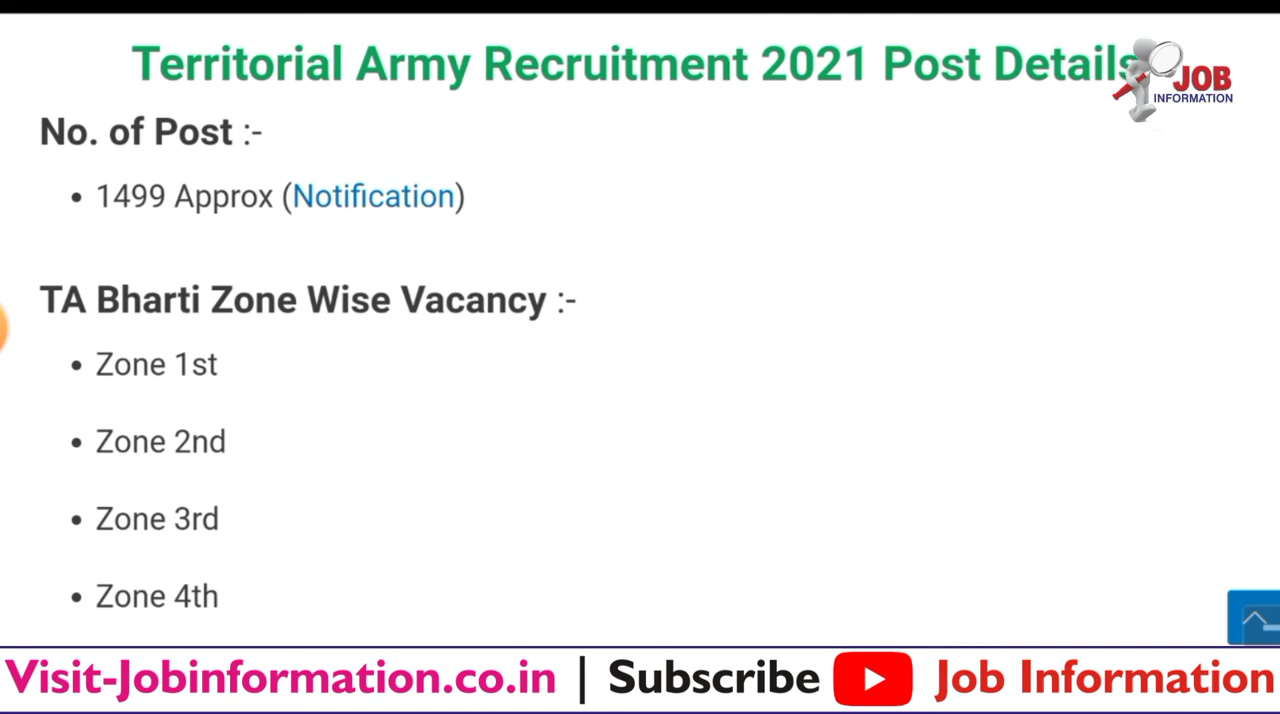 Territorial Army Recruitment 2021 Post Details
JOB
INFORMATION
No. of Post :-
• 1499 Approx (Notification)
TA Bharti Zone Wise Vacancy :-
• Zone 1st
• Zone 2nd
• Zone 3rd
• Zone 4th
Visit-Jobinformation.co.in | Subscribe Job Information